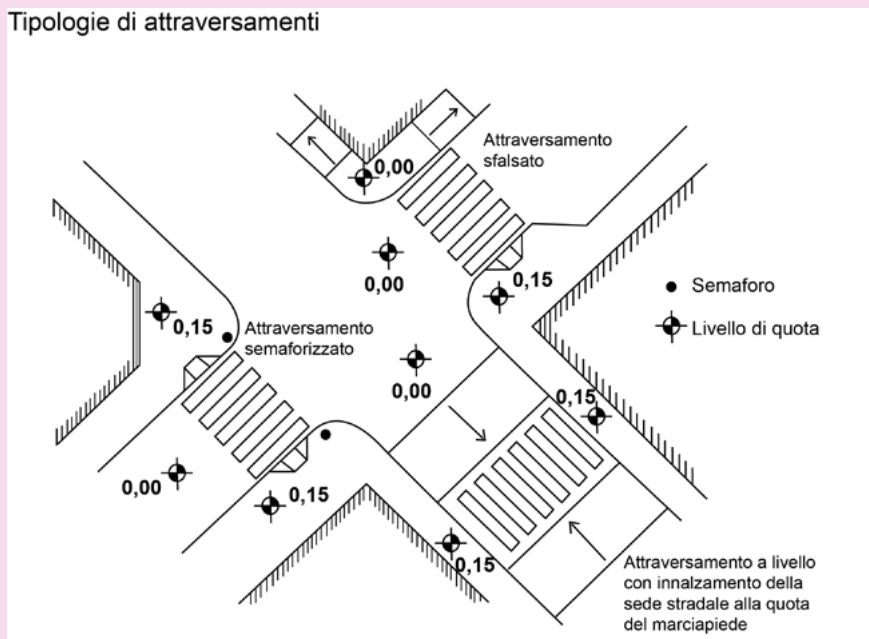 Tipologie di attraversamenti
Attraversamento
sfalsato
0,00
0,00
0,15
Semaforo
0,15
Attraversamento
semaforizzato
Livello di quota
0,00
0,15
0,00
0,15
0,15
Attraversamento a livello
con innalzamento della
sede stradale alla quota
del marciapiede